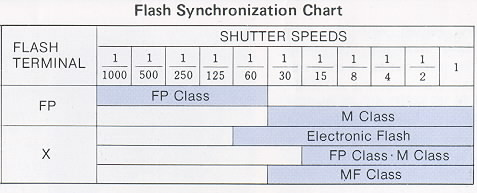 Flash Synchronization Chart
FLASH TERMINAL
SHUTTER SPEEDS
1/1000 1/500 1/250 1/125 1/60 1/30 1/15 1/8 1/4 1/2 1
FP
FP Class
M Class
X
Electronic Flash
FP Class · M Class
MF Class